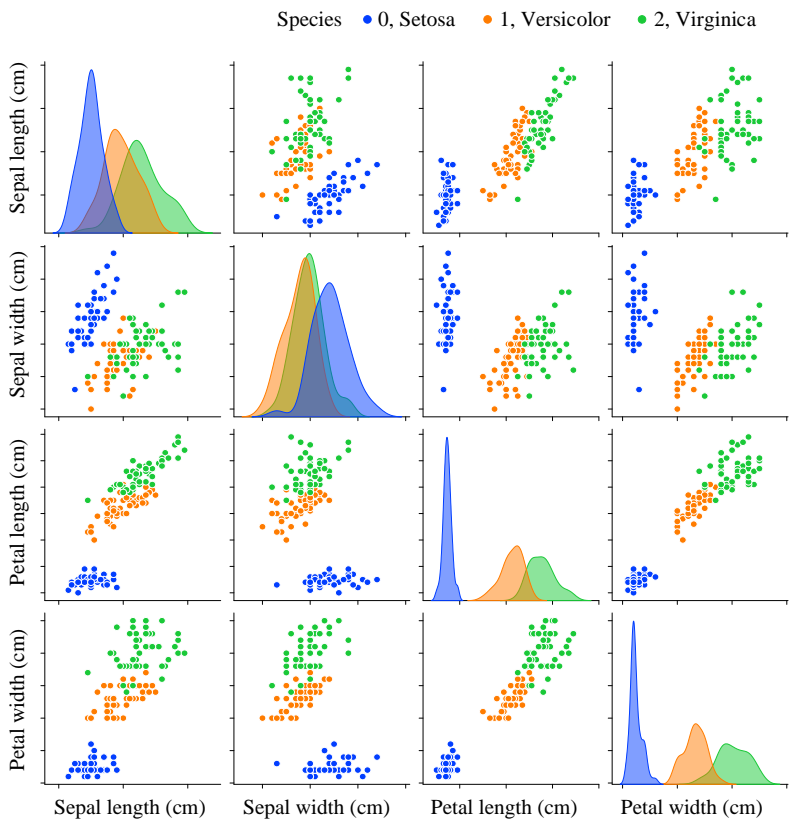 Species 0, Setosa 1, Versicolor 2, Virginica
Sepal length (cm)
Sepal width (cm)
Petal length (cm)
Petal width (cm)
Sepal length (cm) Sepal width (cm) Petal length (cm) Petal width (cm)